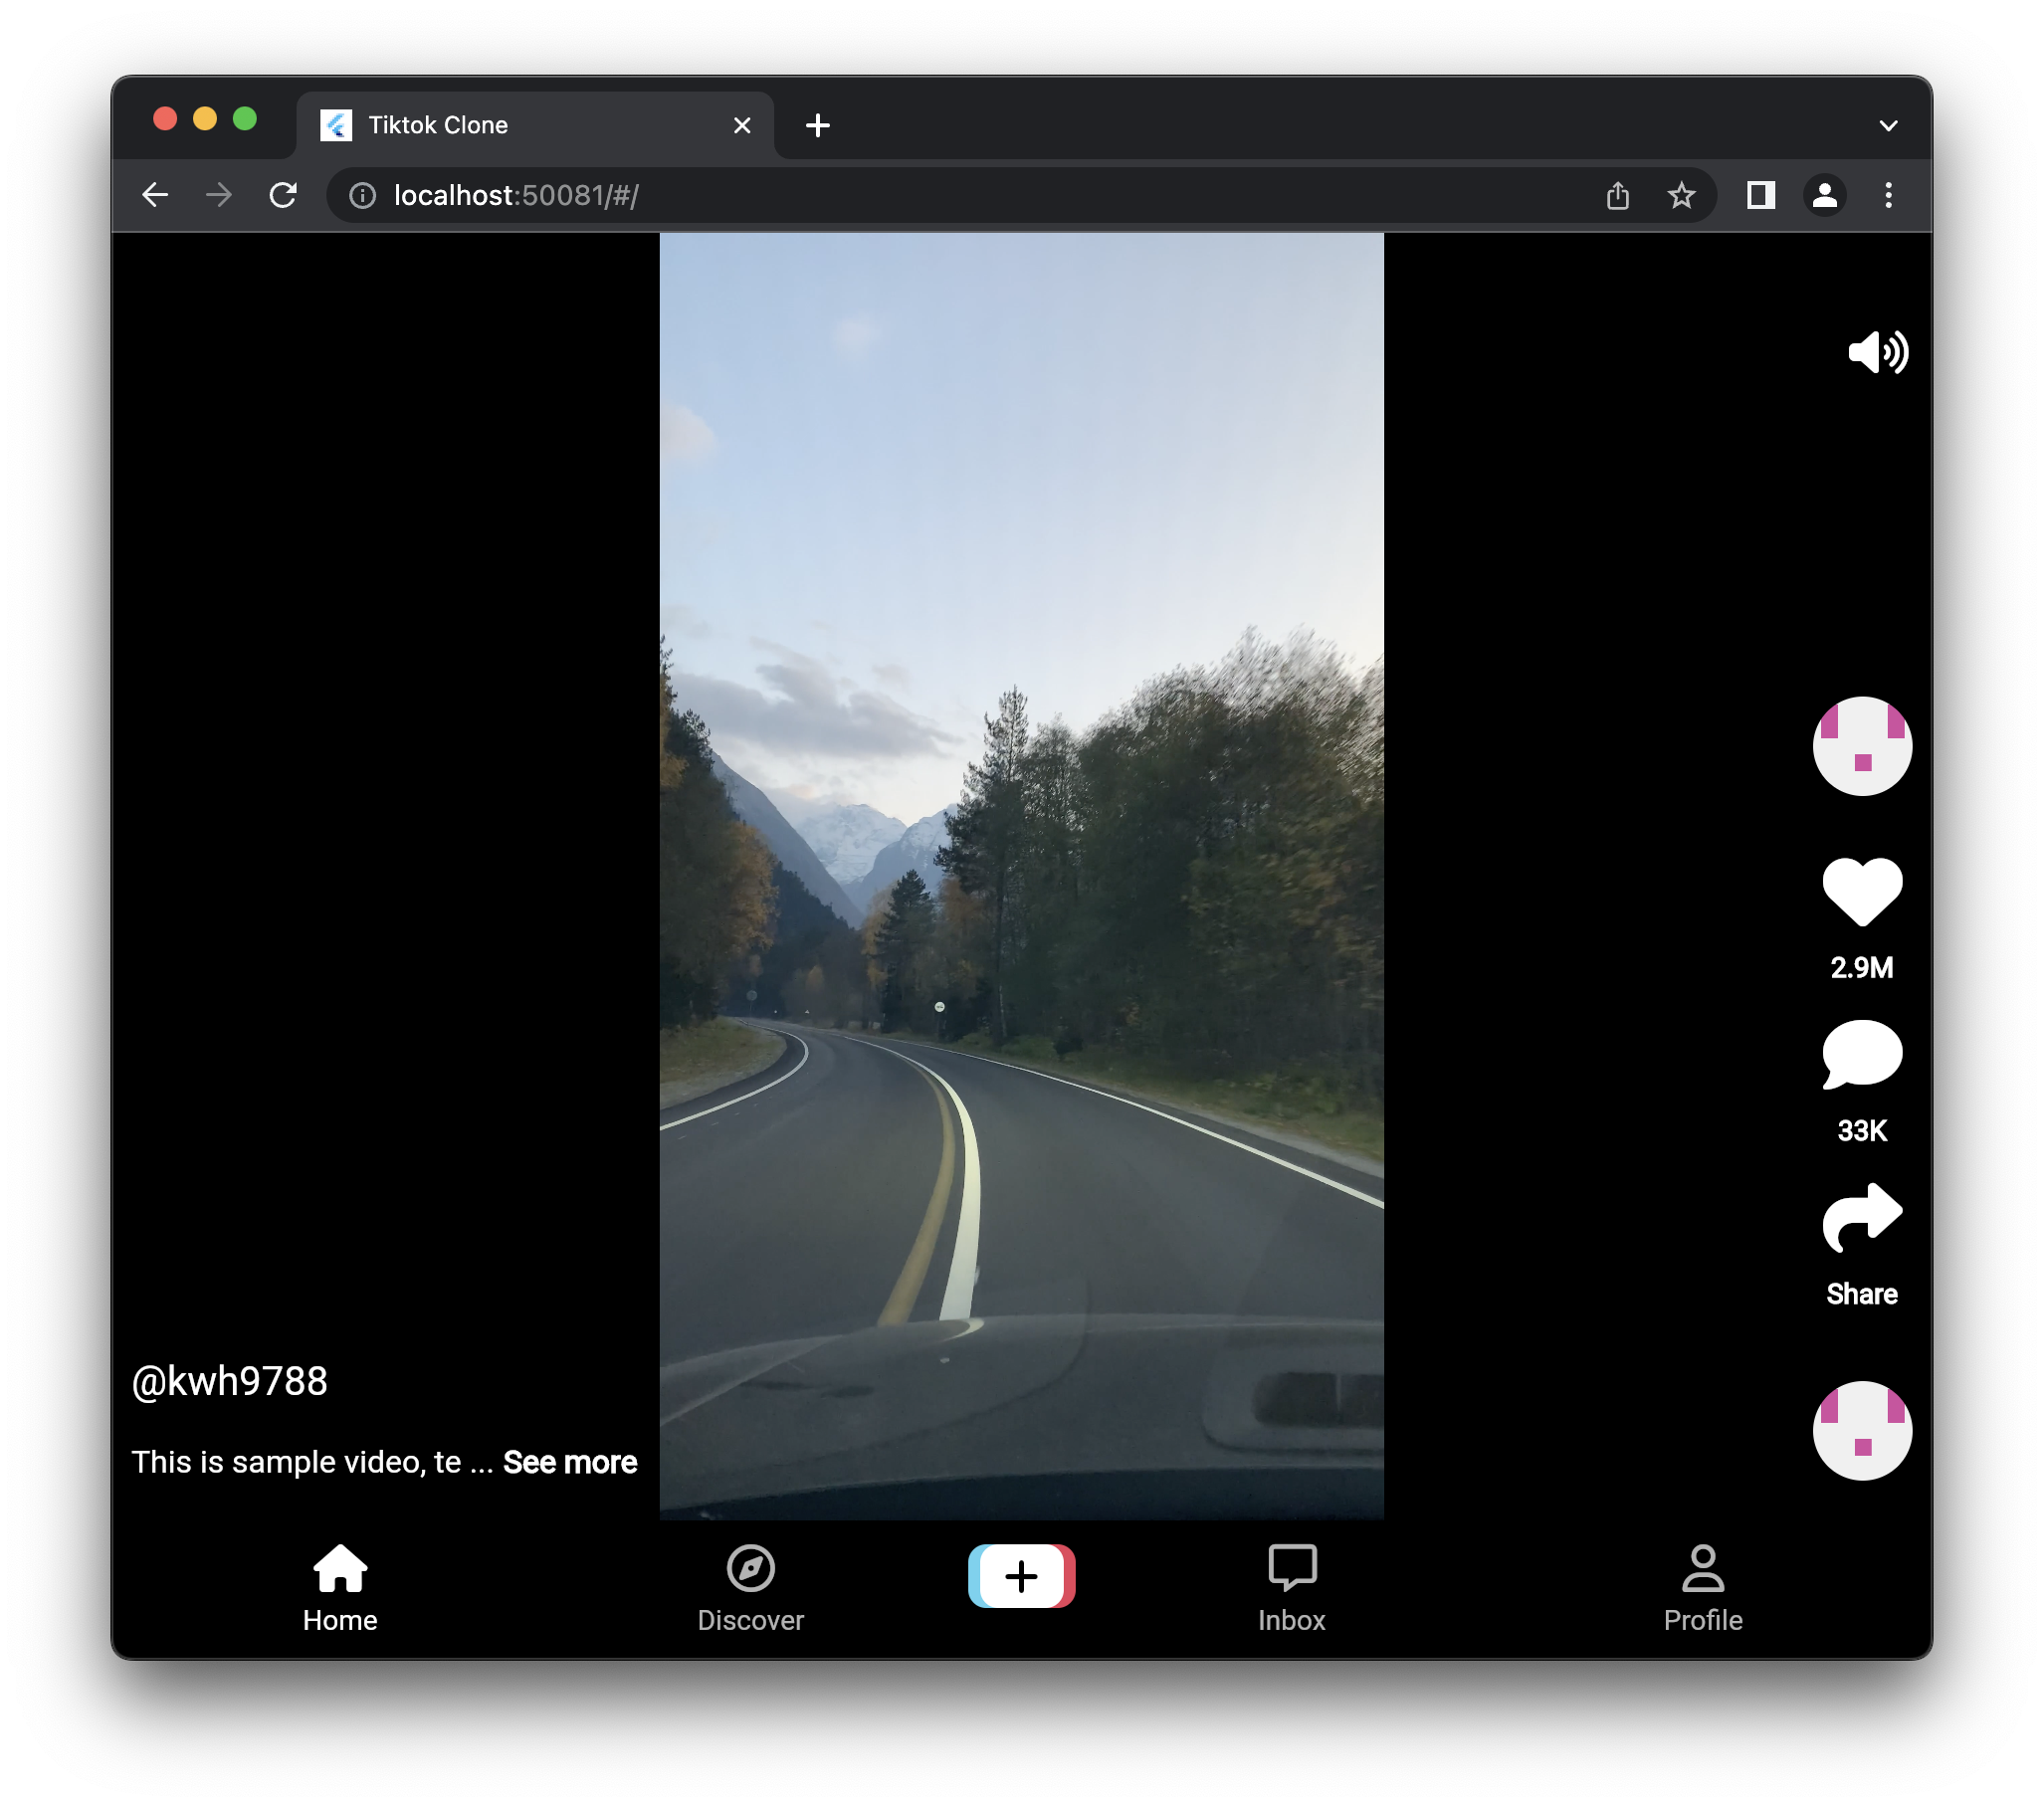 Tiktok Clone
localhost:50081/#/
2.9M
33K
Share
@kwh9788
This is sample video, te ... See more
Home
Discover
Inbox
Profile